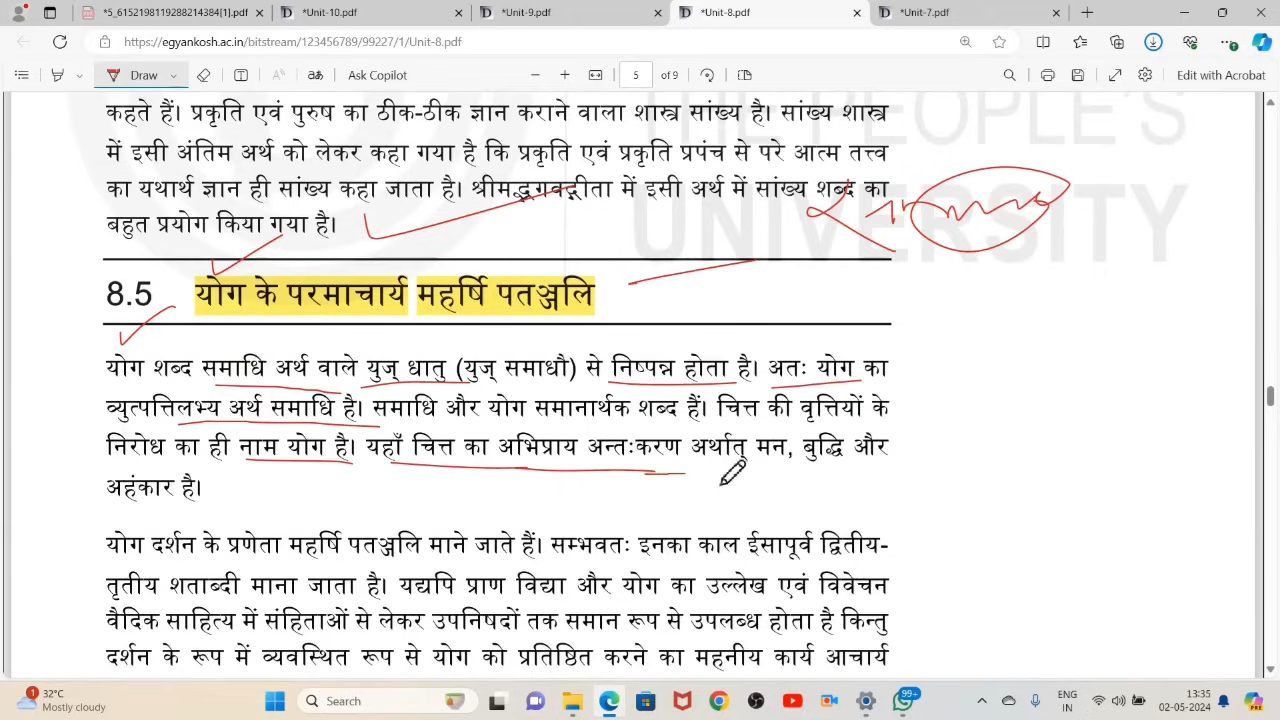 *5_6152198119288214384[1].pdf
*Unit-10.pdf
*Unit-9.pdf
*Unit-8.pdf
*Unit-7.pdf
https://egyankosh.ac.in/bitstream/123456789/99227/1/Unit-8.pdf
Draw
Ask Copilot
5 of 9
Edit with Acrobat
THE PEOPLE'S
UNIVERSITY
कहते हैं। प्रकृति एवं पुरुष का ठीक-ठीक ज्ञान कराने वाला शास्त्र सांख्य है। सांख्य शास्त्र
में इसी अंतिम अर्थ को लेकर कहा गया है कि प्रकृति एवं प्रकृति प्रपंच से परे आत्म तत्त्व
का यथार्थ ज्ञान ही साख्य कहा जाता है। श्रीमद्भगवद्गीता में इसी अर्थ में सांख्य शब्द का
बहुत प्रयोग किया गया है।
8.5 योग के परमाचार्य महर्षि पतञ्जलि
योग शब्द समाधि अर्थ वाले युज् धातु (युज् समाधौ) से निष्पन्न होता है। अतः योग का
व्युत्पत्तिलभ्य अर्थ समाधि है। समाधि और योग समानार्थक शब्द हैं। चित्त की वृत्तियों के
निरोध का ही नाम योग है। यहाँ चित्त का अभिप्राय अन्तःकरण अर्थात् मन, बुद्धि और
अहंकार है।
योग दर्शन के प्रणेता महर्षि पतञ्जलि माने जाते हैं। सम्भवतः इनका काल ईसापूर्व द्वितीय-
तृतीय शताब्दी माना जाता है। यद्यपि प्राण विद्या और योग का उल्लेख एवं विवेचन
वैदिक साहित्य में संहिताओं से लेकर उपनिषदों तक समान रूप से उपलब्ध होता है किन्तु
दर्शन के रूप में व्यवस्थित रूप से योग को प्रतिष्ठित करने का महनीय कार्य आचार्य
1
32°C
Mostly cloudy
Search
99+
ENG
IN
13:35
02-05-2024